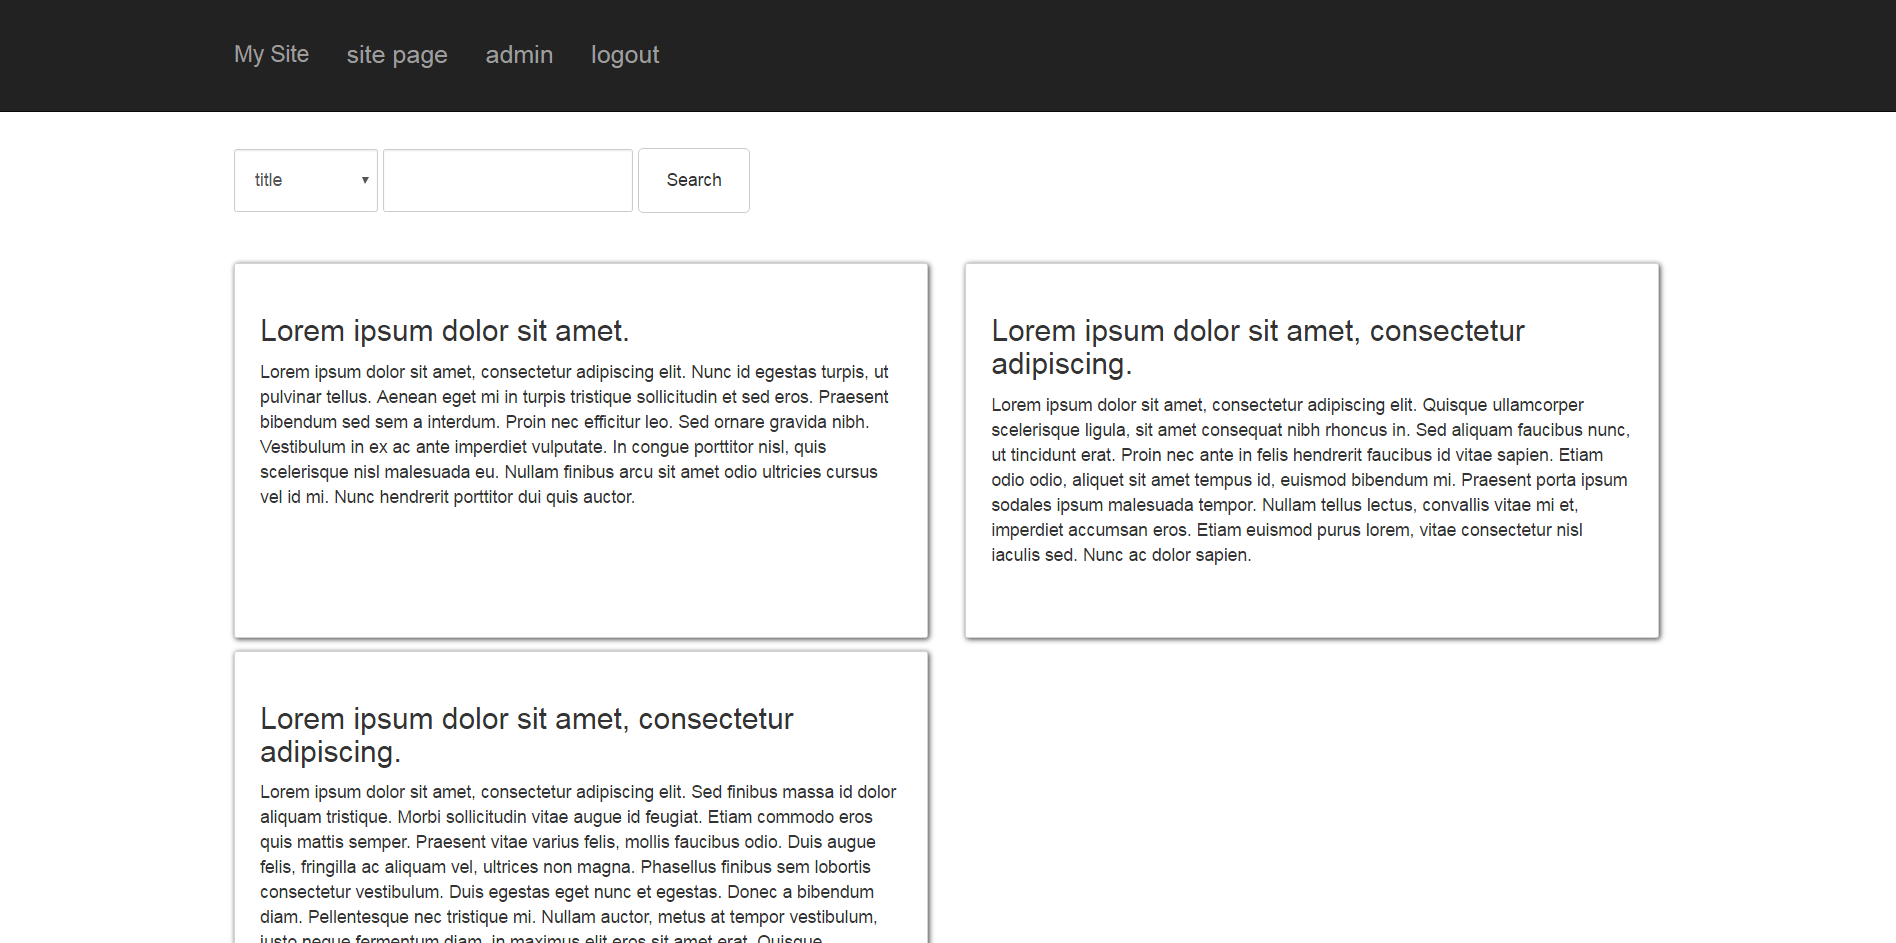 My Site site page admin logout
title Search
Lorem ipsum dolor sit amet.
Lorem ipsum dolor sit amet, consectetur adipiscing elit. Nunc id egestas turpis, ut
pulvinar tellus. Aenean eget mi in turpis tristique sollicitudin et sed eros. Praesent
bibendum sed sem a interdum. Proin nec efficitur leo. Sed ornare gravida nibh.
Vestibulum in ex ac ante imperdiet vulputate. In congue porttitor nisl, quis
scelerisque nisl malesuada eu. Nullam finibus arcu sit amet odio ultricies cursus
vel id mi. Nunc hendrerit porttitor dui quis auctor.
Lorem ipsum dolor sit amet, consectetur
adipiscing.
Lorem ipsum dolor sit amet, consectetur adipiscing elit. Quisque ullamcorper
scelerisque ligula, sit amet consequat nibh rhoncus in. Sed aliquam faucibus nunc,
ut tincidunt erat. Proin nec ante in felis hendrerit faucibus id vitae sapien. Etiam
odio odio, aliquet sit amet tempus id, euismod bibendum mi. Praesent porta ipsum
sodales ipsum malesuada tempor. Nullam tellus lectus, convallis vitae mi et,
imperdiet accumsan eros. Etiam euismod purus lorem, vitae consectetur nisl
iaculis sed. Nunc ac dolor sapien.
Lorem ipsum dolor sit amet, consectetur
adipiscing.
Lorem ipsum dolor sit amet, consectetur adipiscing elit. Sed finibus massa id dolor
aliquam tristique. Morbi sollicitudin vitae augue id feugiat. Etiam commodo eros
quis mattis semper. Praesent vitae varius felis, mollis faucibus odio. Duis augue
felis, fringilla ac aliquam vel, ultrices non magna. Phasellus finibus sem lobortis
consectetur vestibulum. Duis egestas eget nunc et egestas. Donec a bibendum
diam. Pellentesque nec tristique mi. Nullam auctor, metus at tempor vestibulum,
justo neque fermentum diam, in maximus elit eros sit amet erat. Quisque